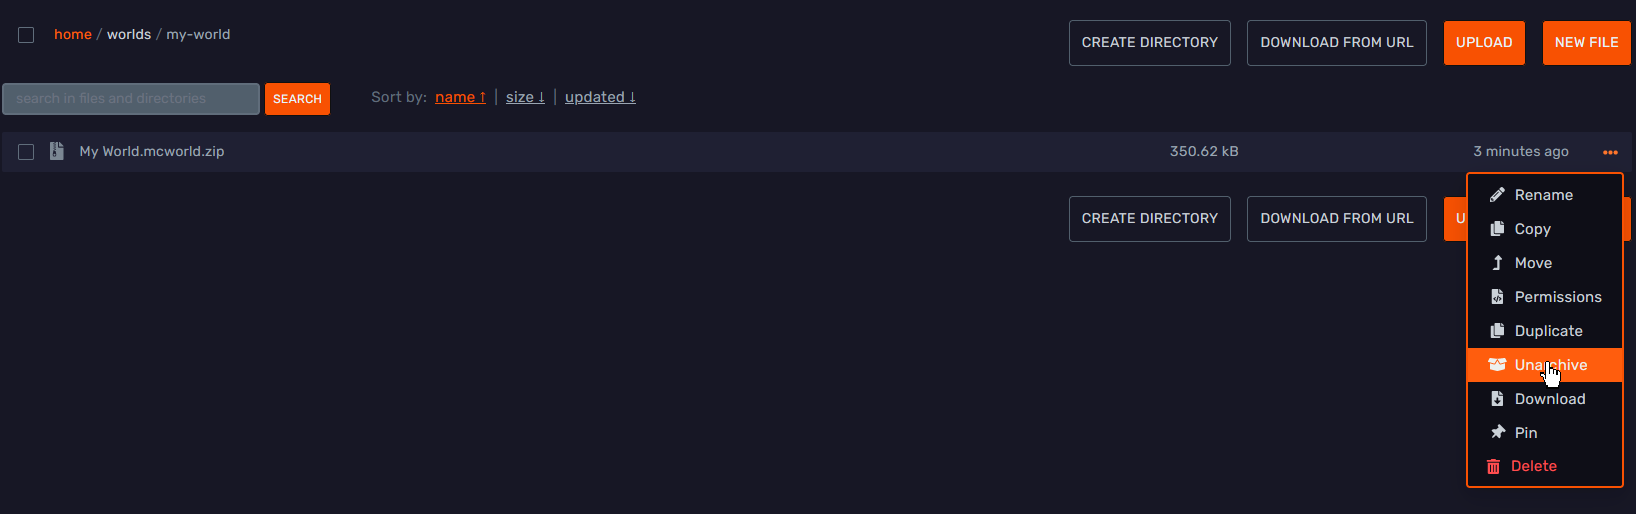 home / worlds / my-world
CREATE DIRECTORY
DOWNLOAD FROM URL
UPLOAD
NEW FILE
search in files and directories
SEARCH
Sort by: name ↑ | size ↓ | updated ↓
My World.mcworld.zip
350.62 kB
3 minutes ago
CREATE DIRECTORY
DOWNLOAD FROM URL
Rename
Copy
Move
Permissions
Duplicate
Unarchive
Download
Pin
Delete